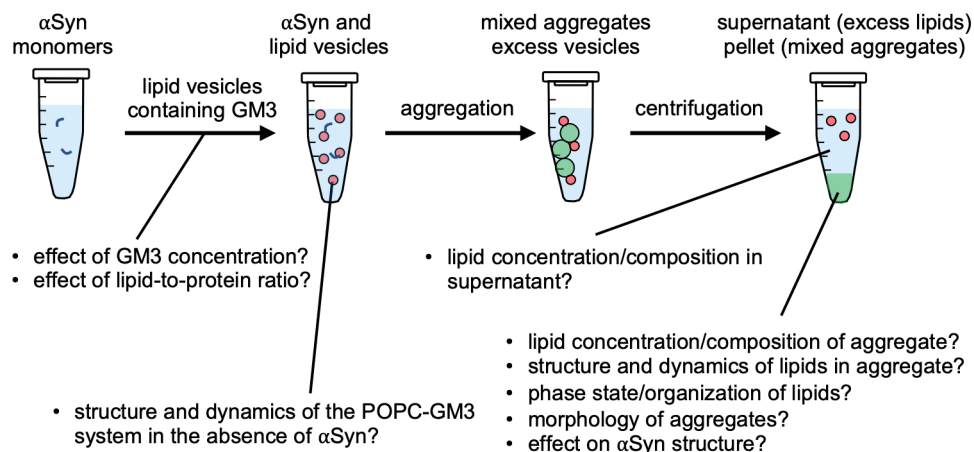 αSyn
monomers
αSyn and
lipid vesicles
mixed aggregates
excess vesicles
supernatant (excess lipids)
pellet (mixed aggregates)
lipid vesicles
containing GM3
aggregation
centrifugation
• effect of GM3 concentration?
• effect of lipid-to-protein ratio?
• lipid concentration/composition in
supernatant?
• structure and dynamics of the POPC-GM3
system in the absence of αSyn?
• lipid concentration/composition of aggregate?
• structure and dynamics of lipids in aggregate?
• phase state/organization of lipids?
• morphology of aggregates?
• effect on αSyn structure?